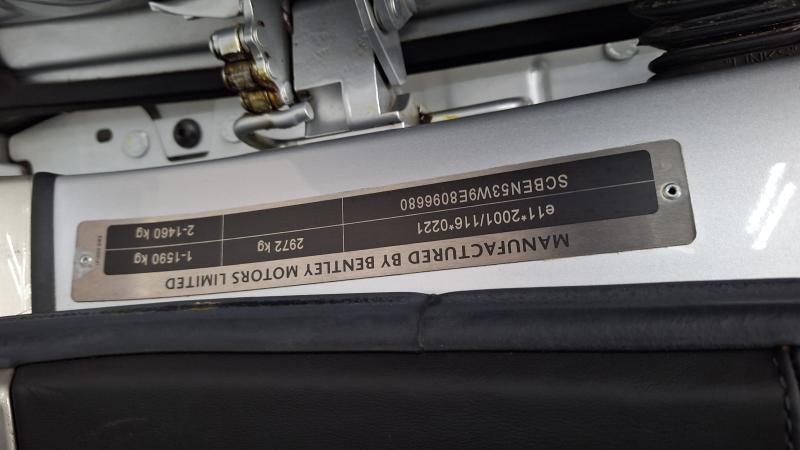 MANUFACTURED BY BENTLEY MOTORS LIMITED
e11*2001/116*0221
2972 kg
1-1590 kg
SCBEN53W9E8096680
2-1460 kg